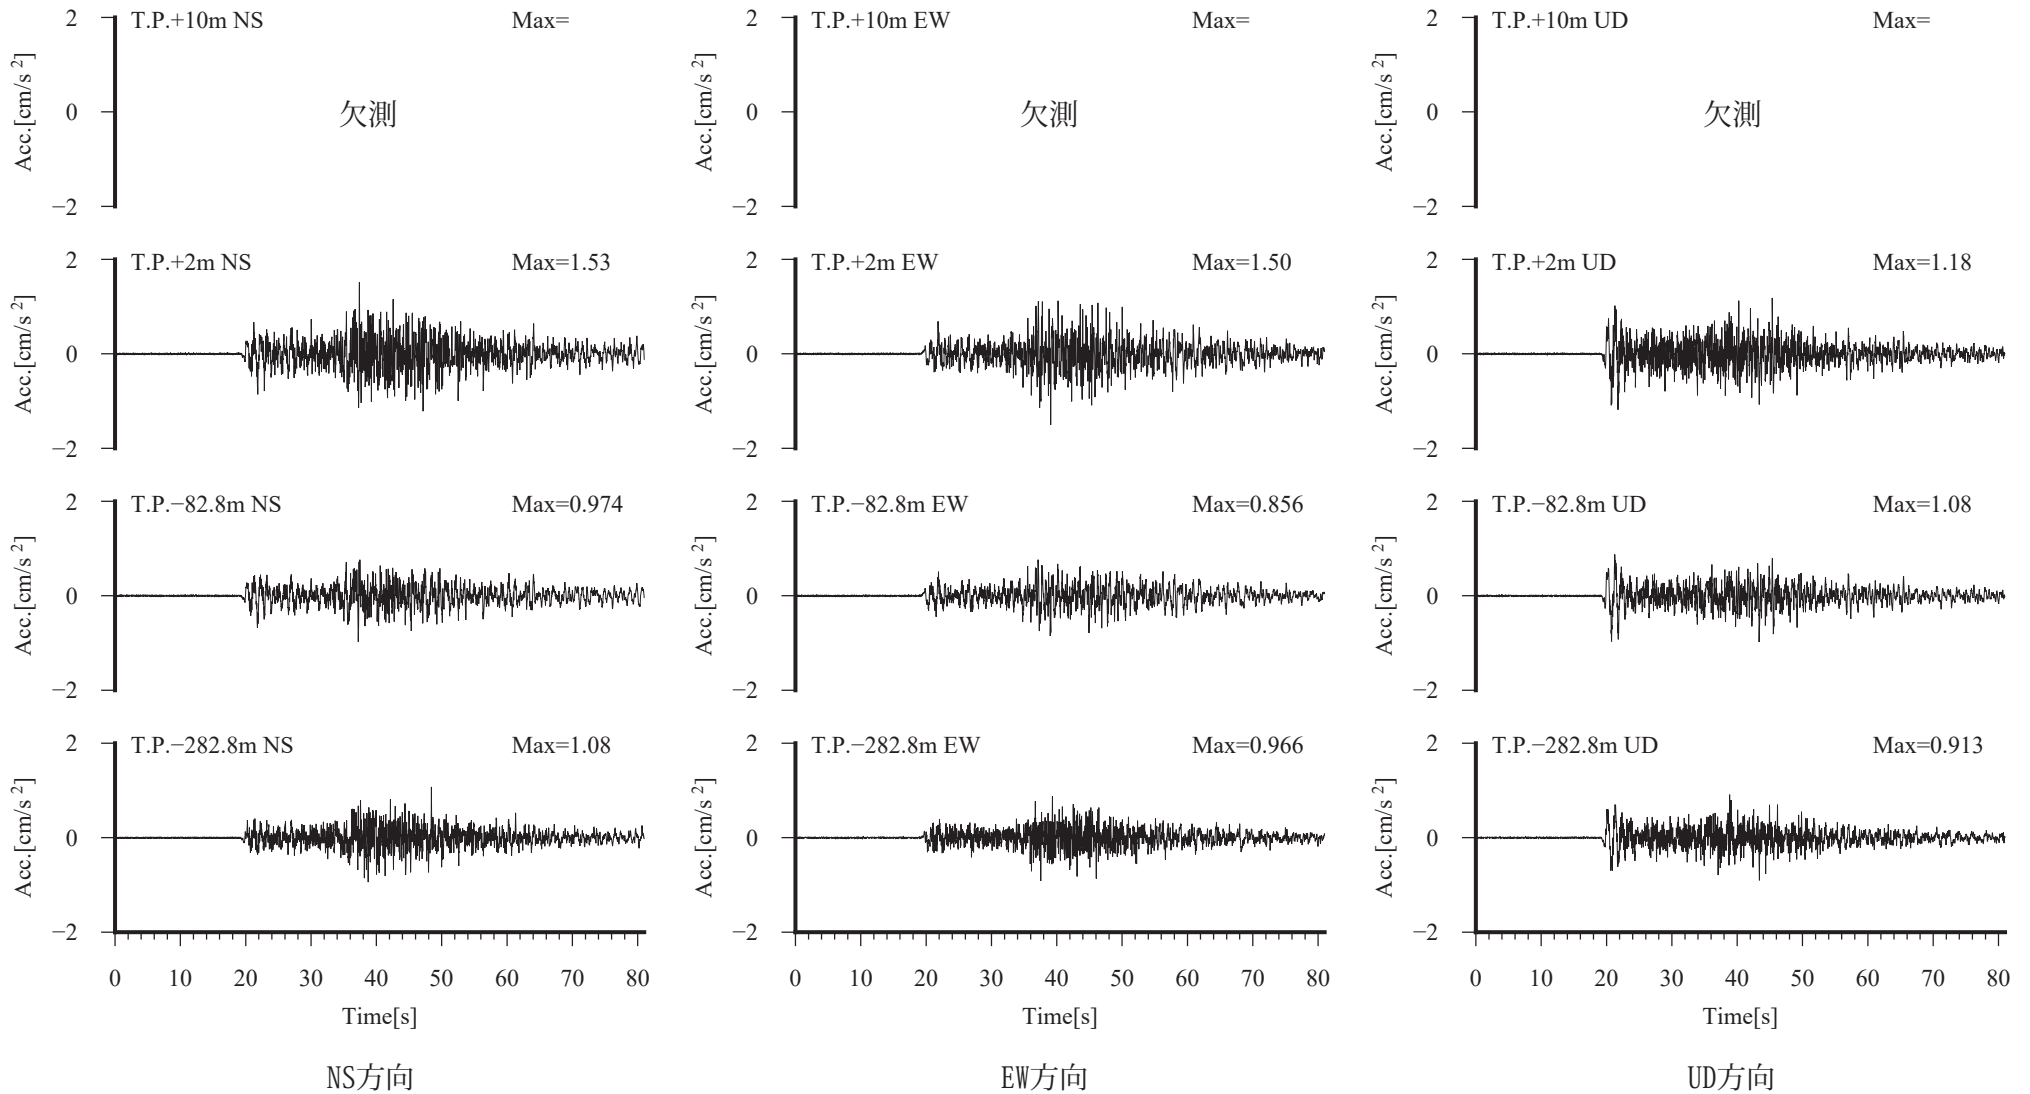 T.P.+10m NS Max=
2
0
−2
Acc.[cm/s²]
欠測
T.P.+10m EW Max=
2
0
−2
Acc.[cm/s²]
欠測
T.P.+10m UD Max=
2
0
−2
Acc.[cm/s²]
欠測
T.P.+2m NS Max=1.53
2
0
−2
Acc.[cm/s²]
T.P.+2m EW Max=1.50
2
0
−2
Acc.[cm/s²]
T.P.+2m UD Max=1.18
2
0
−2
Acc.[cm/s²]
T.P.−82.8m NS Max=0.974
2
0
−2
Acc.[cm/s²]
T.P.−82.8m EW Max=0.856
2
0
−2
Acc.[cm/s²]
T.P.−82.8m UD Max=1.08
2
0
−2
Acc.[cm/s²]
T.P.−282.8m NS Max=1.08
2
0
−2
Acc.[cm/s²]
T.P.−282.8m EW Max=0.966
2
0
−2
Acc.[cm/s²]
T.P.−282.8m UD Max=0.913
2
0
−2
Acc.[cm/s²]
0 10 20 30 40 50 60 70 80
Time[s]
NS方向
0 10 20 30 40 50 60 70 80
Time[s]
EW方向
0 10 20 30 40 50 60 70 80
Time[s]
UD方向